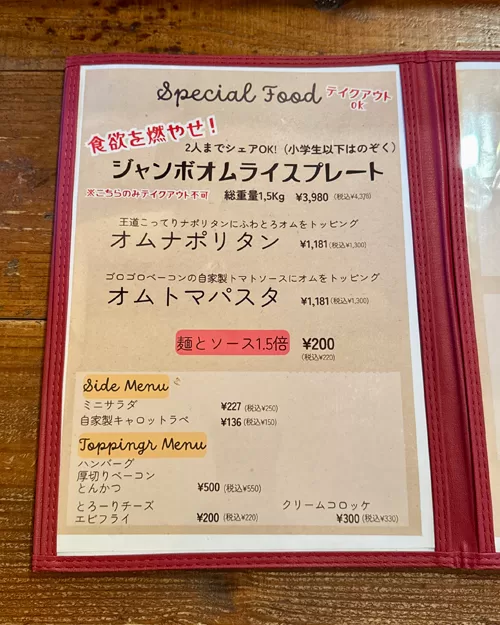 Special Food
テイクアウト
OK
食欲を燃やせ！
2人までシェアOK!（小学生以下はのぞく）
ジャンボオムライスプレート
※こちらのみテイクアウト不可 総重量1,5Kg ¥3,980 (税込¥4,378)
王道こってりナポリタンにふわとろオムをトッピング
オムナポリタン ¥1,181(税込¥1,300)
ゴロゴロベーコンの自家製トマトソースにオムをトッピング
オムトマパスタ ¥1,181(税込¥1,300)
麺とソース1.5倍 ¥200
(税込¥220)
Side Menu
ミニサラダ ¥227 (税込¥250)
自家製キャロットラペ ¥136 (税込¥150)
Toppingr Menu
ハンバーグ
厚切りベーコン
とんかつ ¥500 (税込¥550)
とろーりチーズ クリームコロッケ
エビフライ ¥200 (税込¥220) ¥300 (税込¥330)